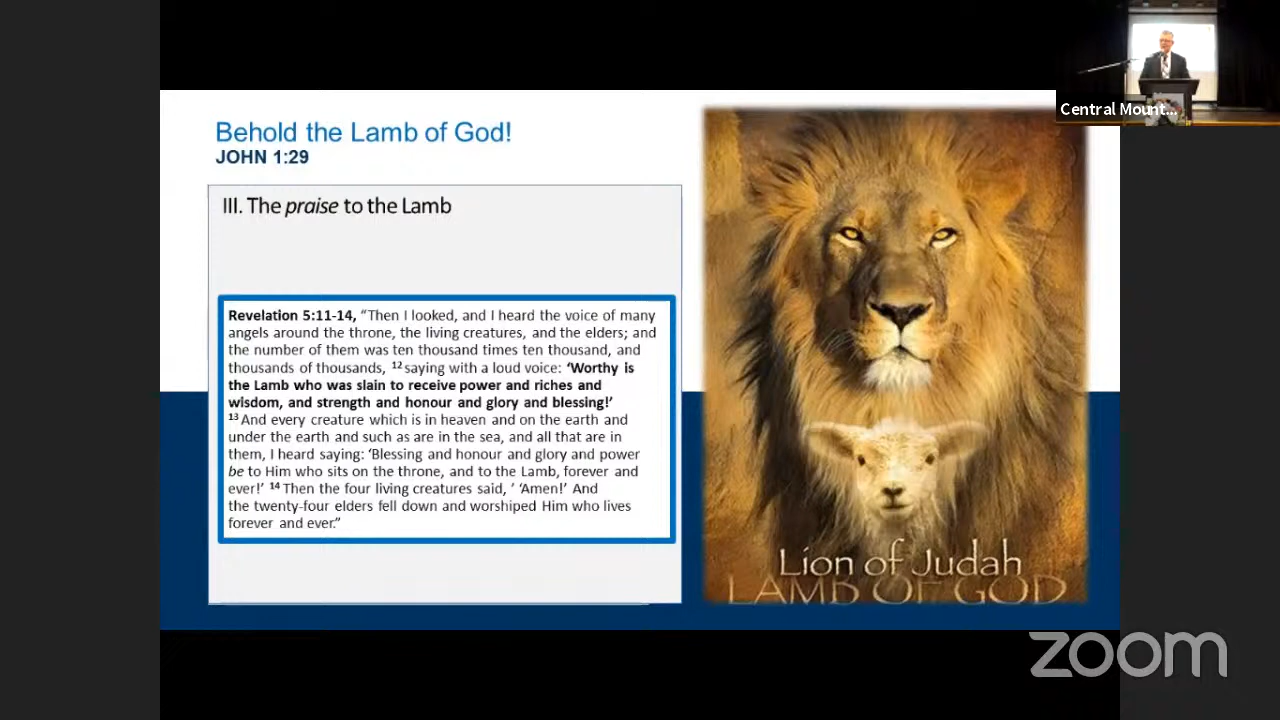 Central Mount...
Behold the Lamb of God!
JOHN 1:29
III. The praise to the Lamb
Revelation 5:11-14, “Then I looked, and I heard the voice of many
angels around the throne, the living creatures, and the elders; and
the number of them was ten thousand times ten thousand, and
thousands of thousands, 12 saying with a loud voice: ‘Worthy is
the Lamb who was slain to receive power and riches and
wisdom, and strength and honour and glory and blessing!’
13 And every creature which is in heaven and on the earth and
under the earth and such as are in the sea, and all that are in
them, I heard saying: ‘Blessing and honour and glory and power
be to Him who sits on the throne, and to the Lamb, forever and
ever!’ 14 Then the four living creatures said, ‘ ‘Amen!’ And
the twenty-four elders fell down and worshiped Him who lives
forever and ever.”
Lion of Judah
LAMB OF GOD
zoom